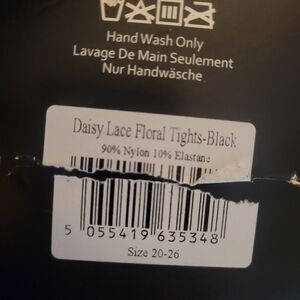 Hand Wash Only
Lavage De Main Seulement
Nur Handwäsche
Daisy Lace Floral Tights-Black
90% Nylon 10% Elastane
5 055419 635348
Size 20-26